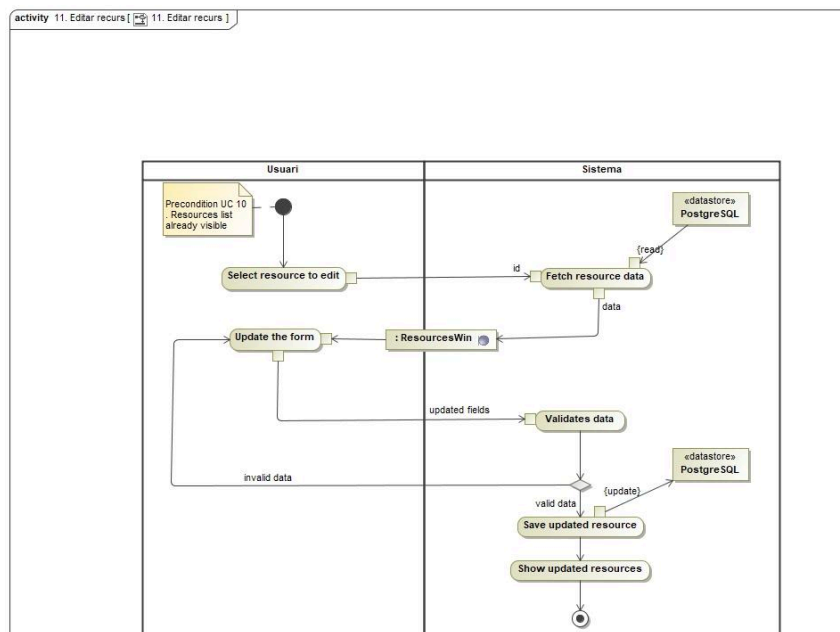 activity 11. Editar recurs [ 11. Editar recurs ]
Usuari
Sistema
Precondition UC 10
. Resources list
already visible
«datastore»
PostgreSQL
{read}
Select resource to edit
id
Fetch resource data
data
Update the form
: ResourcesWin
updated fields
Validates data
invalid data
«datastore»
PostgreSQL
{update}
valid data
Save updated resource
Show updated resources